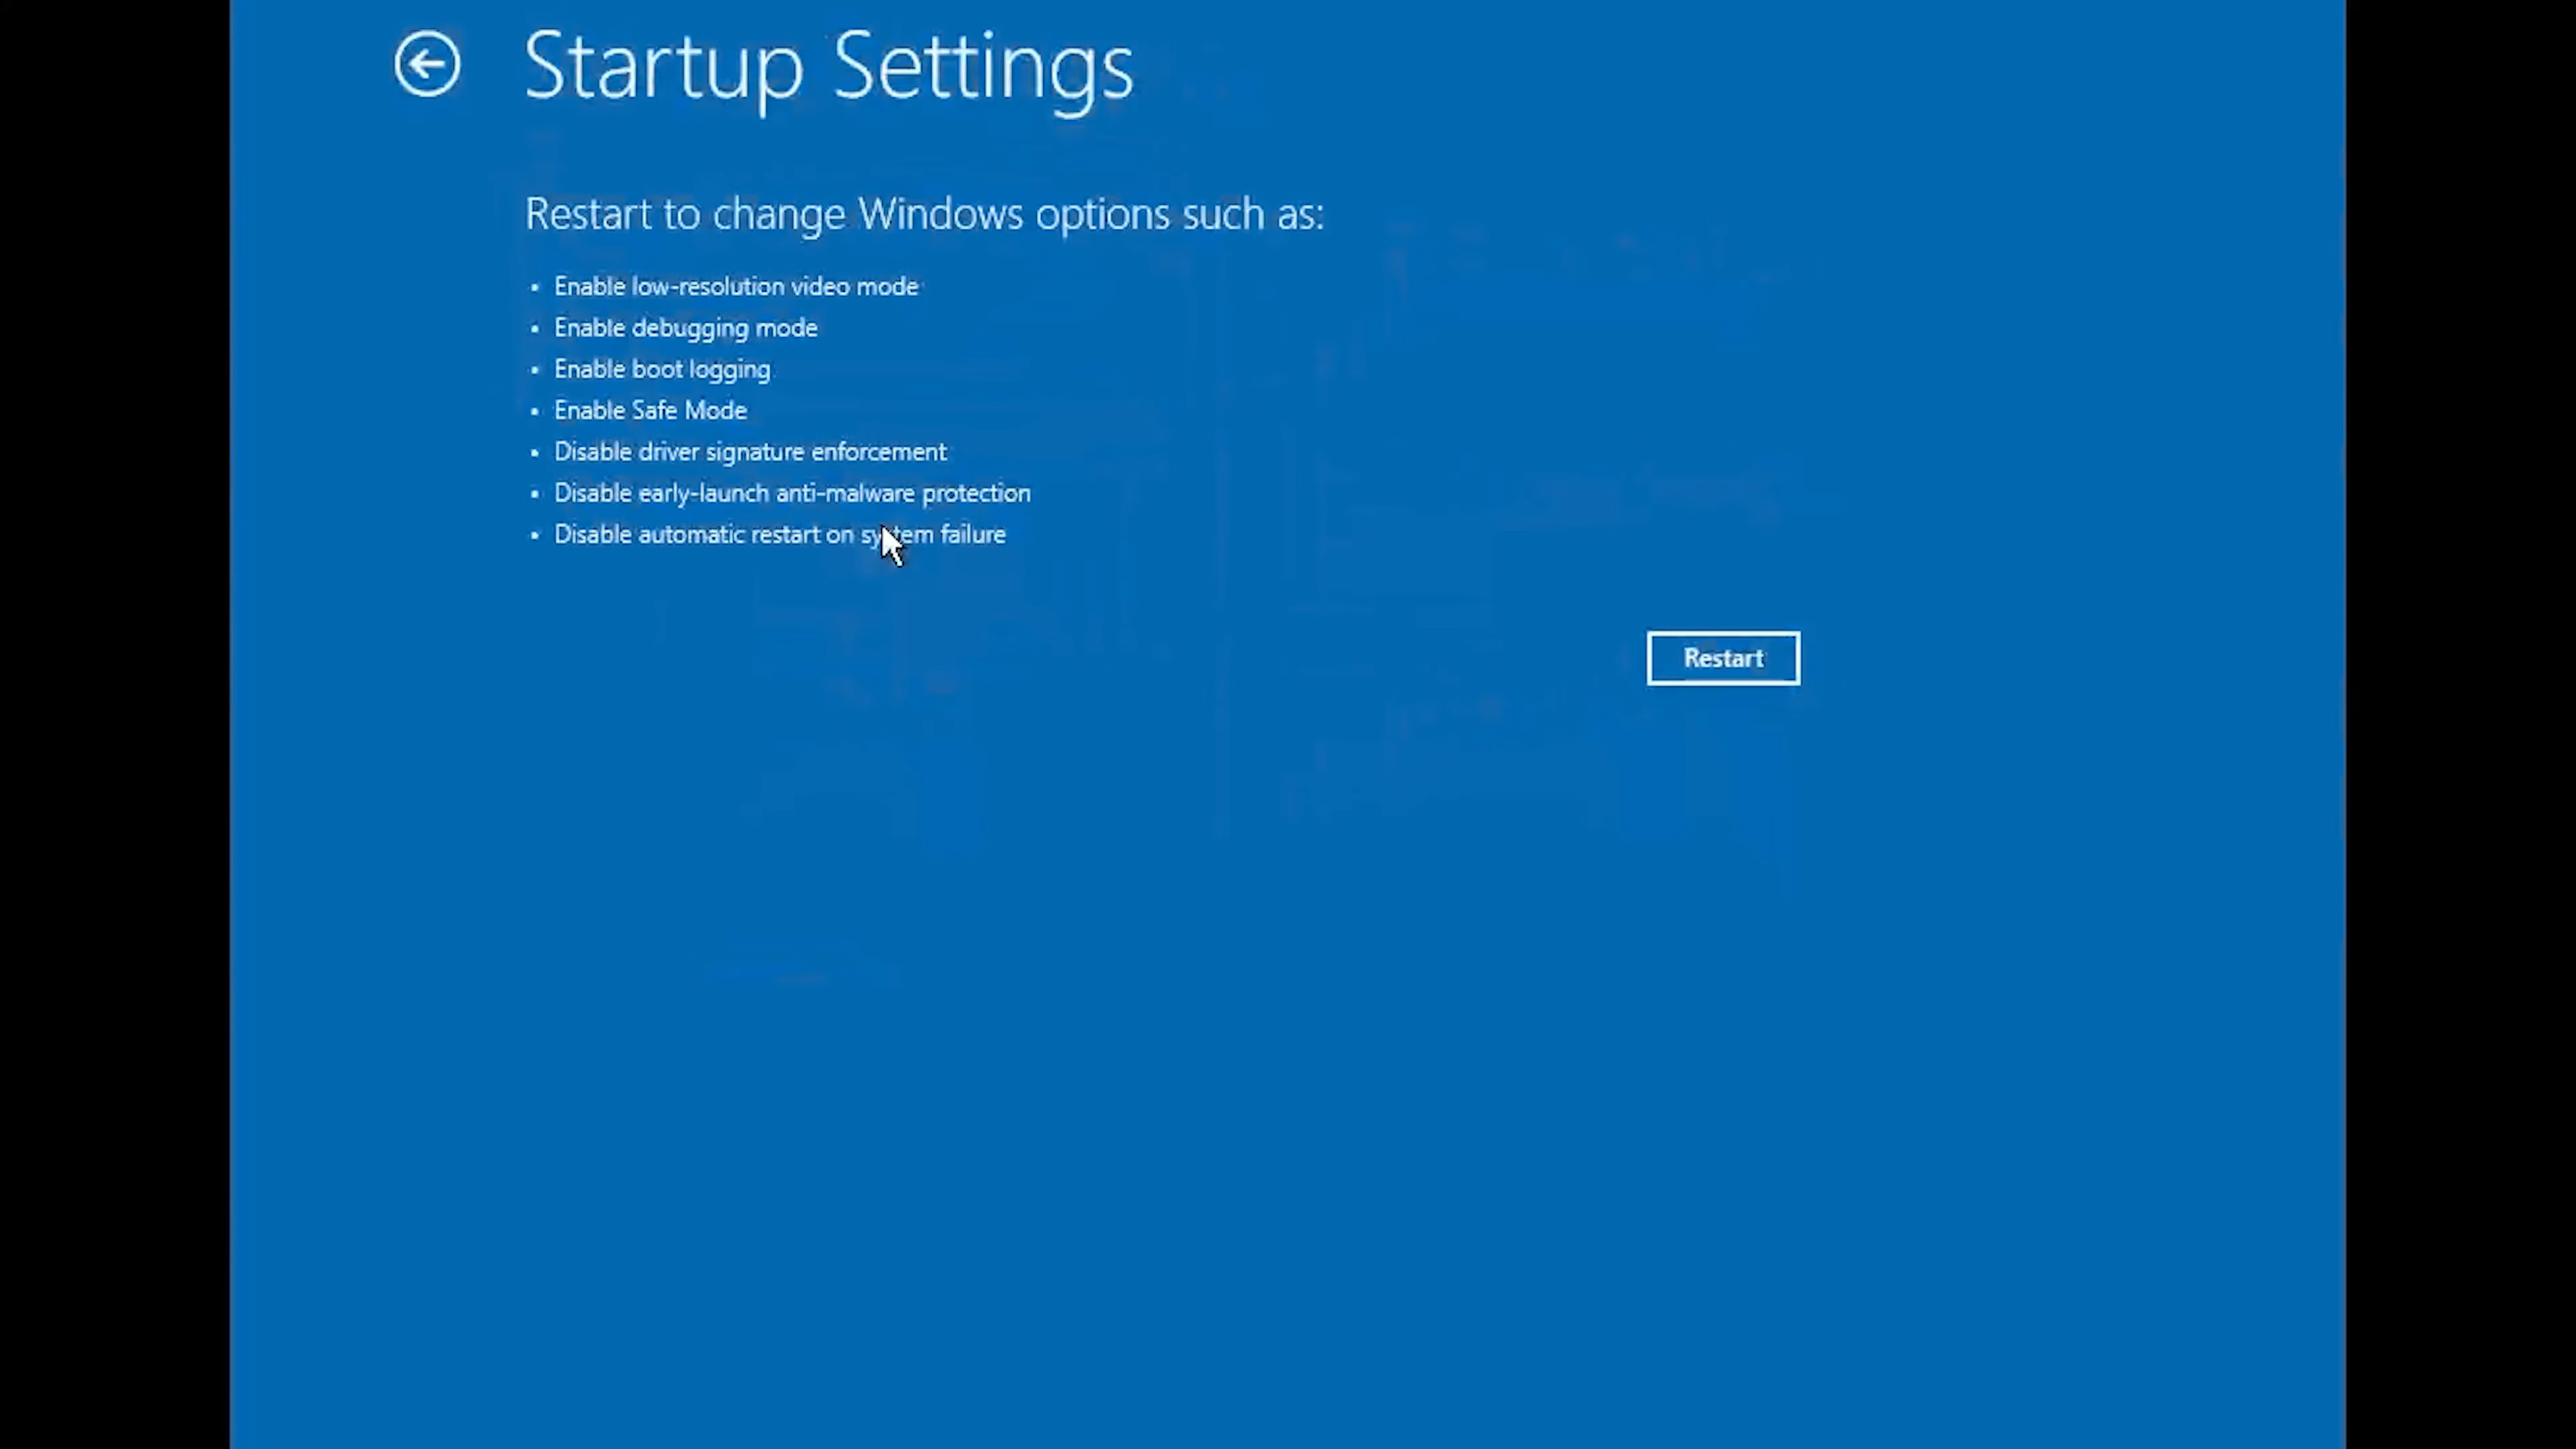 Startup Settings
Restart to change Windows options such as:
Enable low-resolution video mode
Enable debugging mode
Enable boot logging
Enable Safe Mode
Disable driver signature enforcement
Disable early-launch anti-malware protection
Disable automatic restart on system failure
Restart